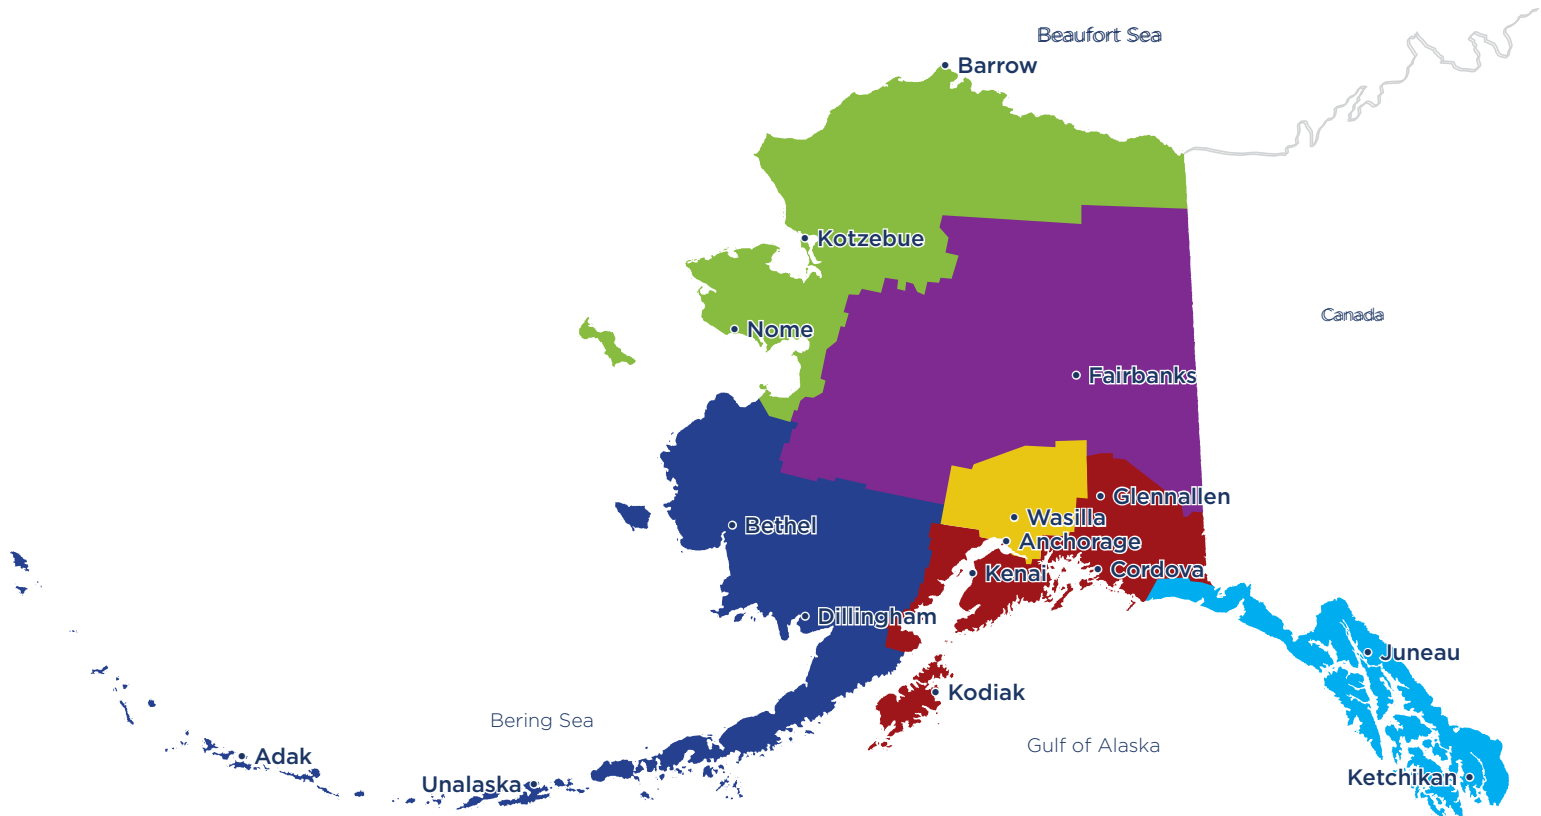 Beaufort Sea
Barrow
Kotzebue
Canada
Nome
Fairbanks
Glennallen
Wasilla
Bethel
Anchorage
Kenai
Cordova
Dillingham
Juneau
Kodiak
Bering Sea
Gulf of Alaska
Adak
Ketchikan
Unalaska